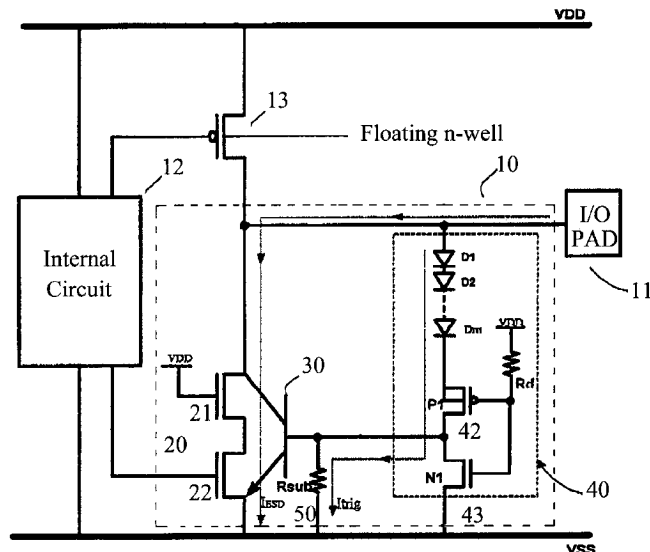 VDD
13
Floating n-well
12
10
I/O
PAD
Internal
Circuit
11
D1
D2
Dm
VDD
Rd
VDD
30
21
P1
42
20
N1
22
Rsub
40
IESD
50
Itrig
43
VSS